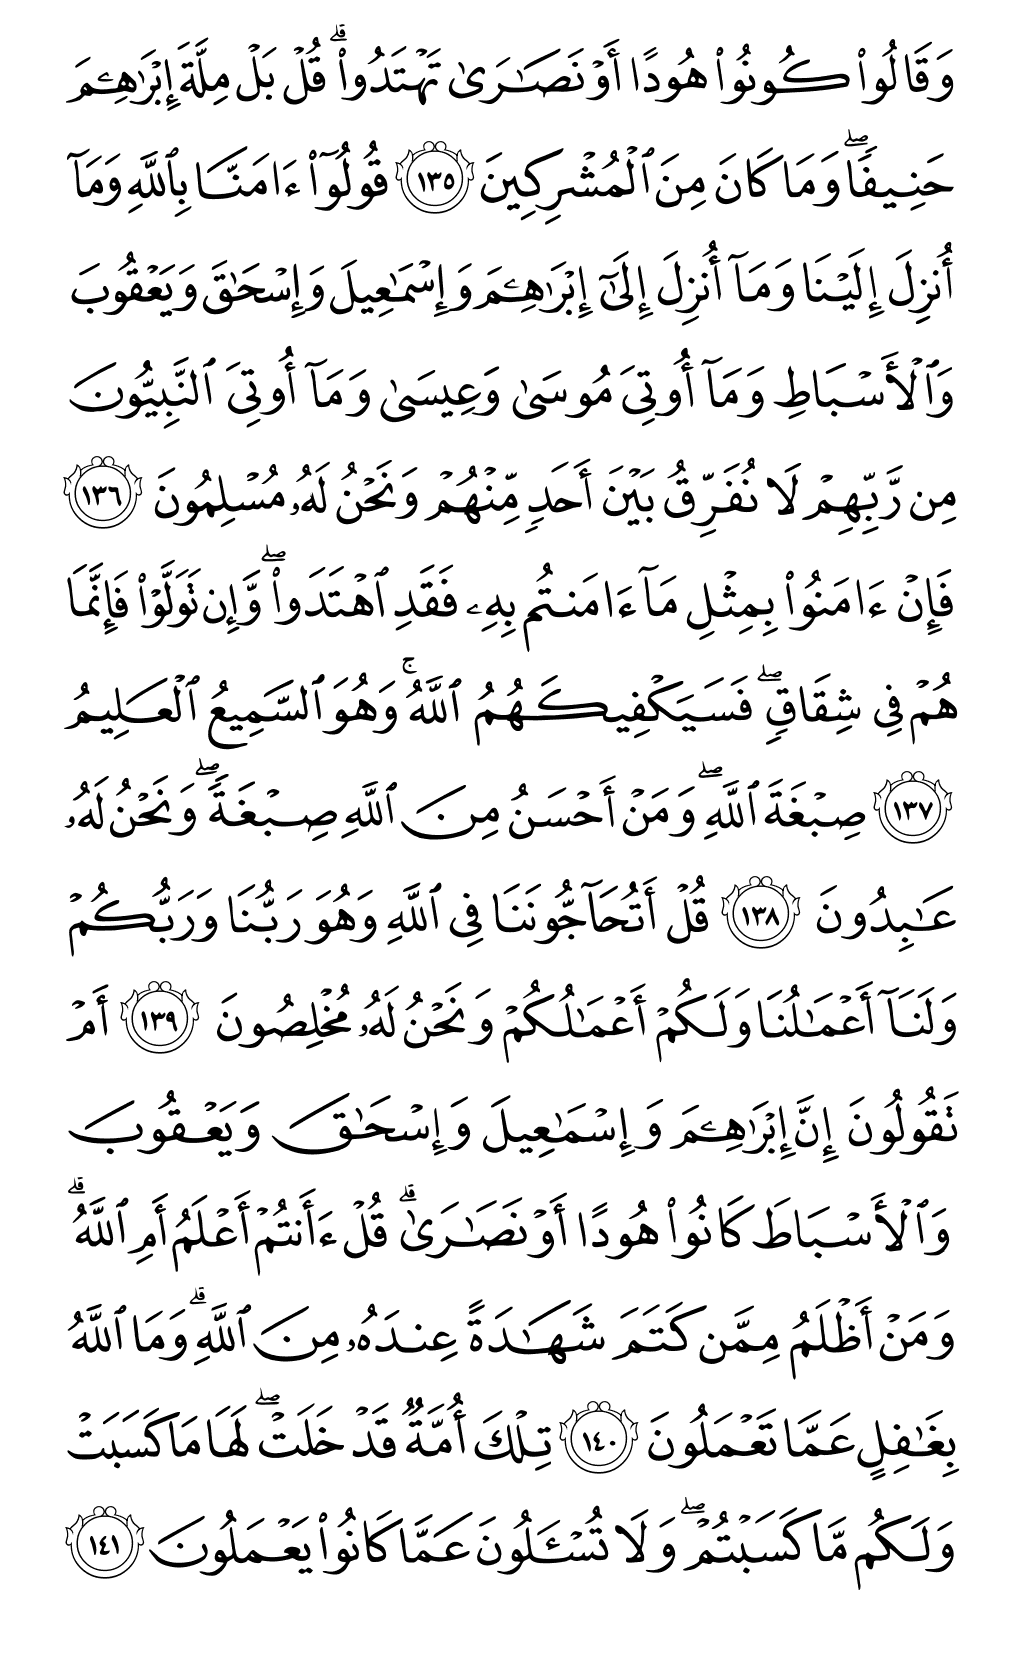 وَقَالُوا۟ كُونُوا۟ هُودًا أَوْ نَصَٰرَىٰ تَهْتَدُوا۟ ۗ قُلْ بَلْ مِلَّةَ إِبْرَٰهِۦمَ
حَنِيفًا ۖ وَمَا كَانَ مِنَ ٱلْمُشْرِكِينَ ١٣٥ قُولُوٓا۟ ءَامَنَّا بِٱللَّهِ وَمَآ
أُنزِلَ إِلَيْنَا وَمَآ أُنزِلَ إِلَىٰٓ إِبْرَٰهِۦمَ وَإِسْمَٰعِيلَ وَإِسْحَٰقَ وَيَعْقُوبَ
وَٱلْأَسْبَاطِ وَمَآ أُوتِىَ مُوسَىٰ وَعِيسَىٰ وَمَآ أُوتِىَ ٱلنَّبِيُّونَ
مِن رَّبِّهِمْ لَا نُفَرِّقُ بَيْنَ أَحَدٍ مِّنْهُمْ وَنَحْنُ لَهُۥ مُسْلِمُونَ ١٣٦
فَإِنْ ءَامَنُوا۟ بِمِثْلِ مَآ ءَامَنتُم بِهِۦ فَقَدِ ٱهْتَدَوا۟ ۖ وَّإِن تَوَلَّوْا۟ فَإِنَّمَا
هُمْ فِى شِقَاقٍ ۖ فَسَيَكْفِيكَهُمُ ٱللَّهُ ۚ وَهُوَ ٱلسَّمِيعُ ٱلْعَلِيمُ
١٣٧ صِبْغَةَ ٱللَّهِ ۖ وَمَنْ أَحْسَنُ مِنَ ٱللَّهِ صِبْغَةً ۖ وَنَحْنُ لَهُۥ
عَٰبِدُونَ ١٣٨ قُلْ أَتُحَآجُّونَنَا فِى ٱللَّهِ وَهُوَ رَبُّنَا وَرَبُّكُمْ
وَلَنَآ أَعْمَٰلُنَا وَلَكُمْ أَعْمَٰلُكُمْ وَنَحْنُ لَهُۥ مُخْلِصُونَ ١٣٩ أَمْ
تَقُولُونَ إِنَّ إِبْرَٰهِۦمَ وَإِسْمَٰعِيلَ وَإِسْحَٰقَ وَيَعْقُوبَ
وَٱلْأَسْبَاطَ كَانُوا۟ هُودًا أَوْ نَصَٰرَىٰ ۗ قُلْ ءَأَنتُمْ أَعْلَمُ أَمِ ٱللَّهُ ۗ
وَمَنْ أَظْلَمُ مِمَّن كَتَمَ شَهَٰدَةً عِندَهُۥ مِنَ ٱللَّهِ ۗ وَمَا ٱللَّهُ
بِغَٰفِلٍ عَمَّا تَعْمَلُونَ ١٤٠ تِلْكَ أُمَّةٌ قَدْ خَلَتْ ۖ لَهَا مَا كَسَبَتْ
وَلَكُم مَّا كَسَبْتُمْ ۖ وَلَا تُسْـَٔلُونَ عَمَّا كَانُوا۟ يَعْمَلُونَ ١٤١